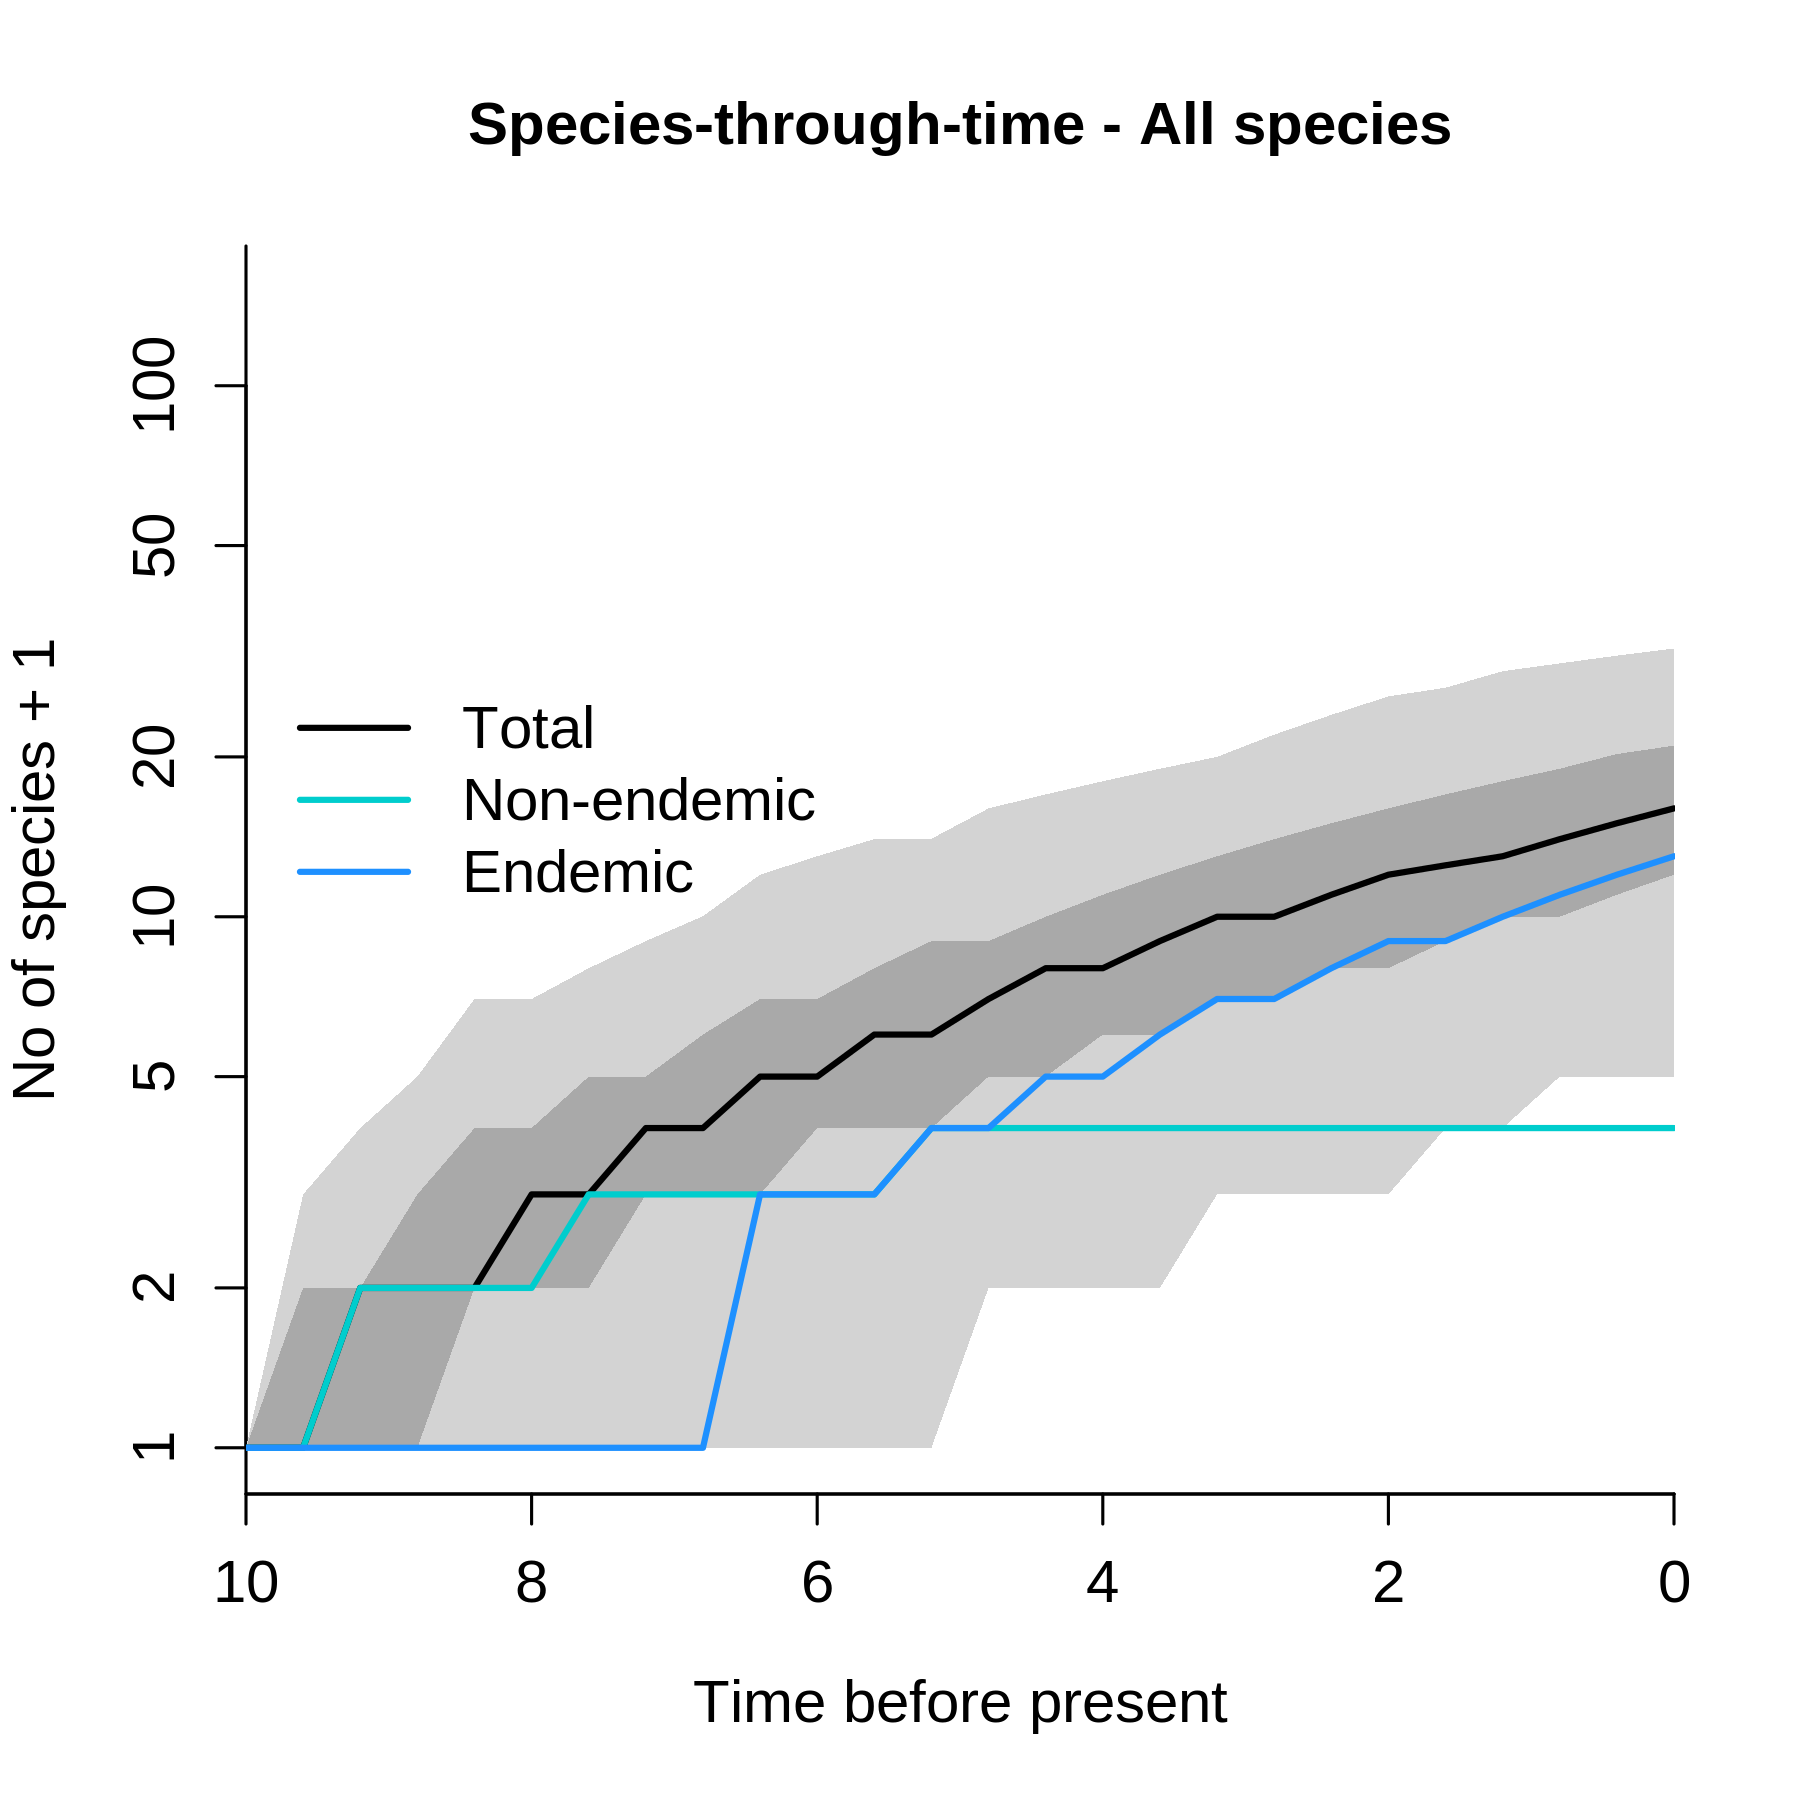 Species-through-time - All species
No of species + 1
100
50
20
10
5
2
1
Total
Non-endemic
Endemic
10 8 6 4 2 0
Time before present